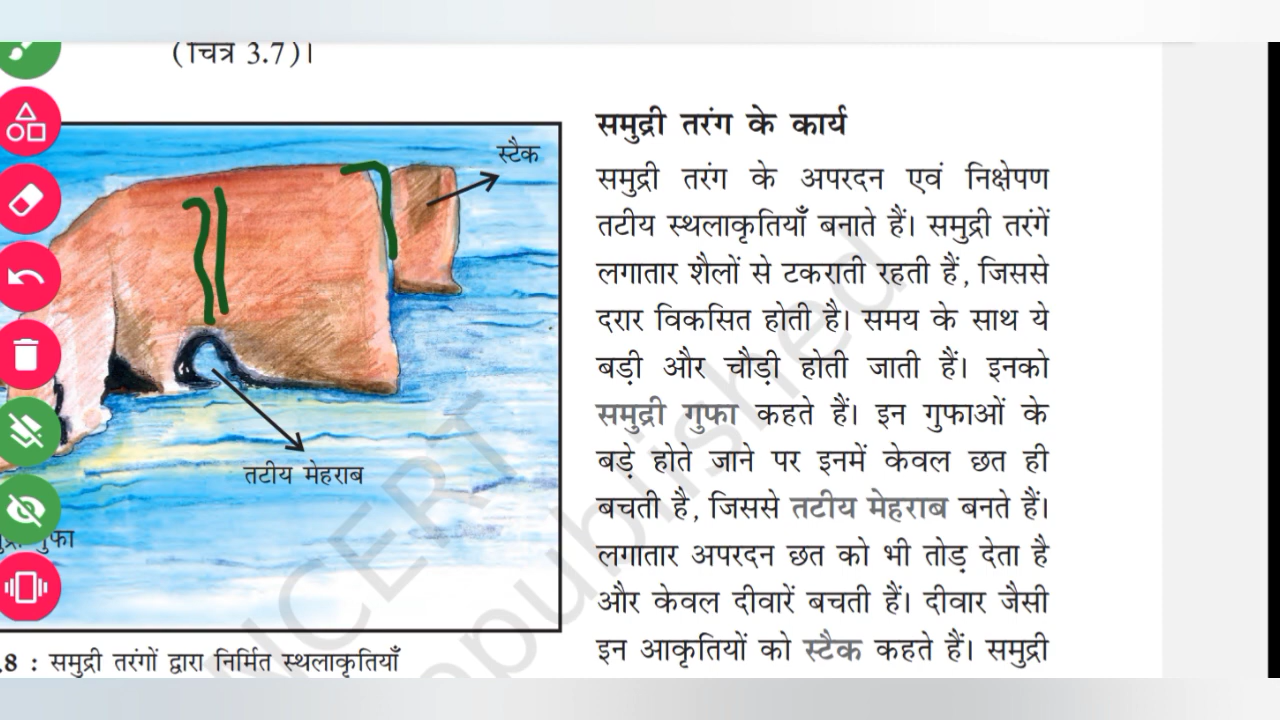 (चित्र 3.7)।
स्टैक
तटीय मेहराब
गुफा
.8 : समुद्री तरंगों द्वारा निर्मित स्थलाकृतियाँ
समुद्री तरंग के कार्य
समुद्री तरंग के अपरदन एवं निक्षेपण
तटीय स्थलाकृतियाँ बनाते हैं। समुद्री तरंगें
लगातार शैलों से टकराती रहती हैं, जिससे
दरार विकसित होती है। समय के साथ ये
बड़ी और चौड़ी होती जाती हैं। इनको
समुद्री गुफा कहते हैं। इन गुफाओं के
बड़े होते जाने पर इनमें केवल छत ही
बचती है, जिससे तटीय मेहराब बनते हैं।
लगातार अपरदन छत को भी तोड़ देता है
और केवल दीवारें बचती हैं। दीवार जैसी
इन आकृतियों को स्टैक कहते हैं। समुद्री
NCERT
published